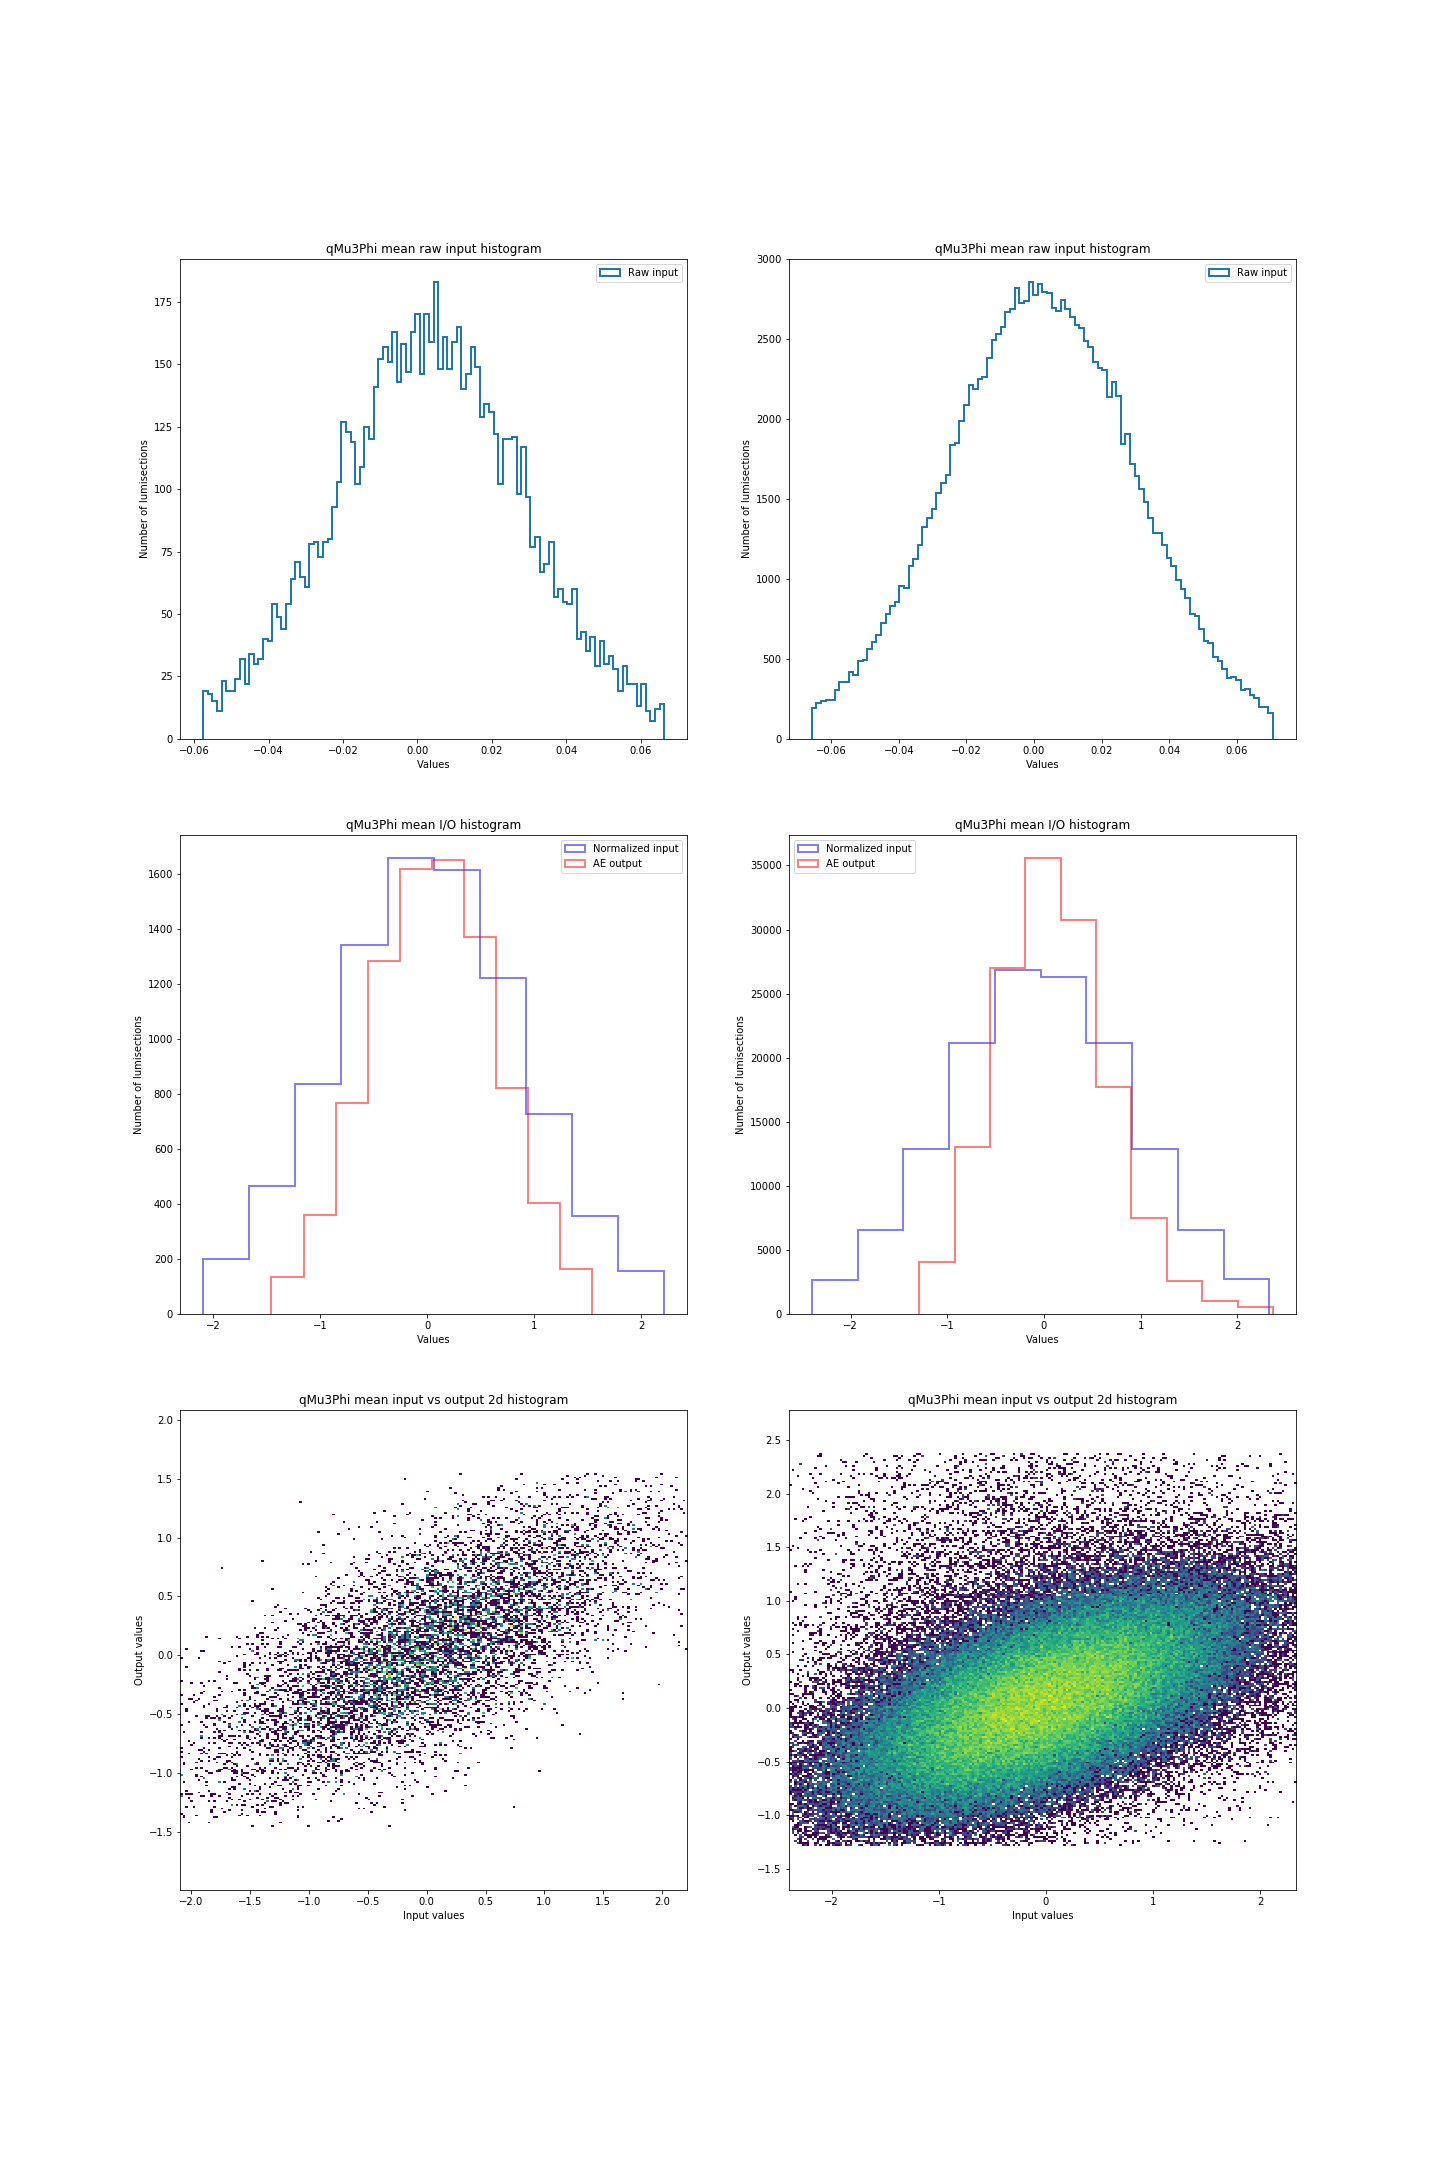 qMu3Phi mean raw input histogram
Raw input
175
150
125
100
75
50
25
0
Number of lumisections
−0.06 −0.04 −0.02 0.00 0.02 0.04 0.06
Values
qMu3Phi mean raw input histogram
Raw input
3000
2500
2000
1500
1000
500
0
Number of lumisections
−0.06 −0.04 −0.02 0.00 0.02 0.04 0.06
Values
qMu3Phi mean I/O histogram
Normalized input
AE output
1600
1400
1200
1000
800
600
400
200
0
Number of lumisections
−2 −1 0 1 2
Values
qMu3Phi mean I/O histogram
Normalized input
AE output
35000
30000
25000
20000
15000
10000
5000
0
Number of lumisections
−2 −1 0 1 2
Values
qMu3Phi mean input vs output 2d histogram
2.0
1.5
1.0
0.5
0.0
−0.5
−1.0
−1.5
Output values
−2.0 −1.5 −1.0 −0.5 0.0 0.5 1.0 1.5 2.0
Input values
qMu3Phi mean input vs output 2d histogram
2.5
2.0
1.5
1.0
0.5
0.0
−0.5
−1.0
−1.5
Output values
−2 −1 0 1 2
Input values